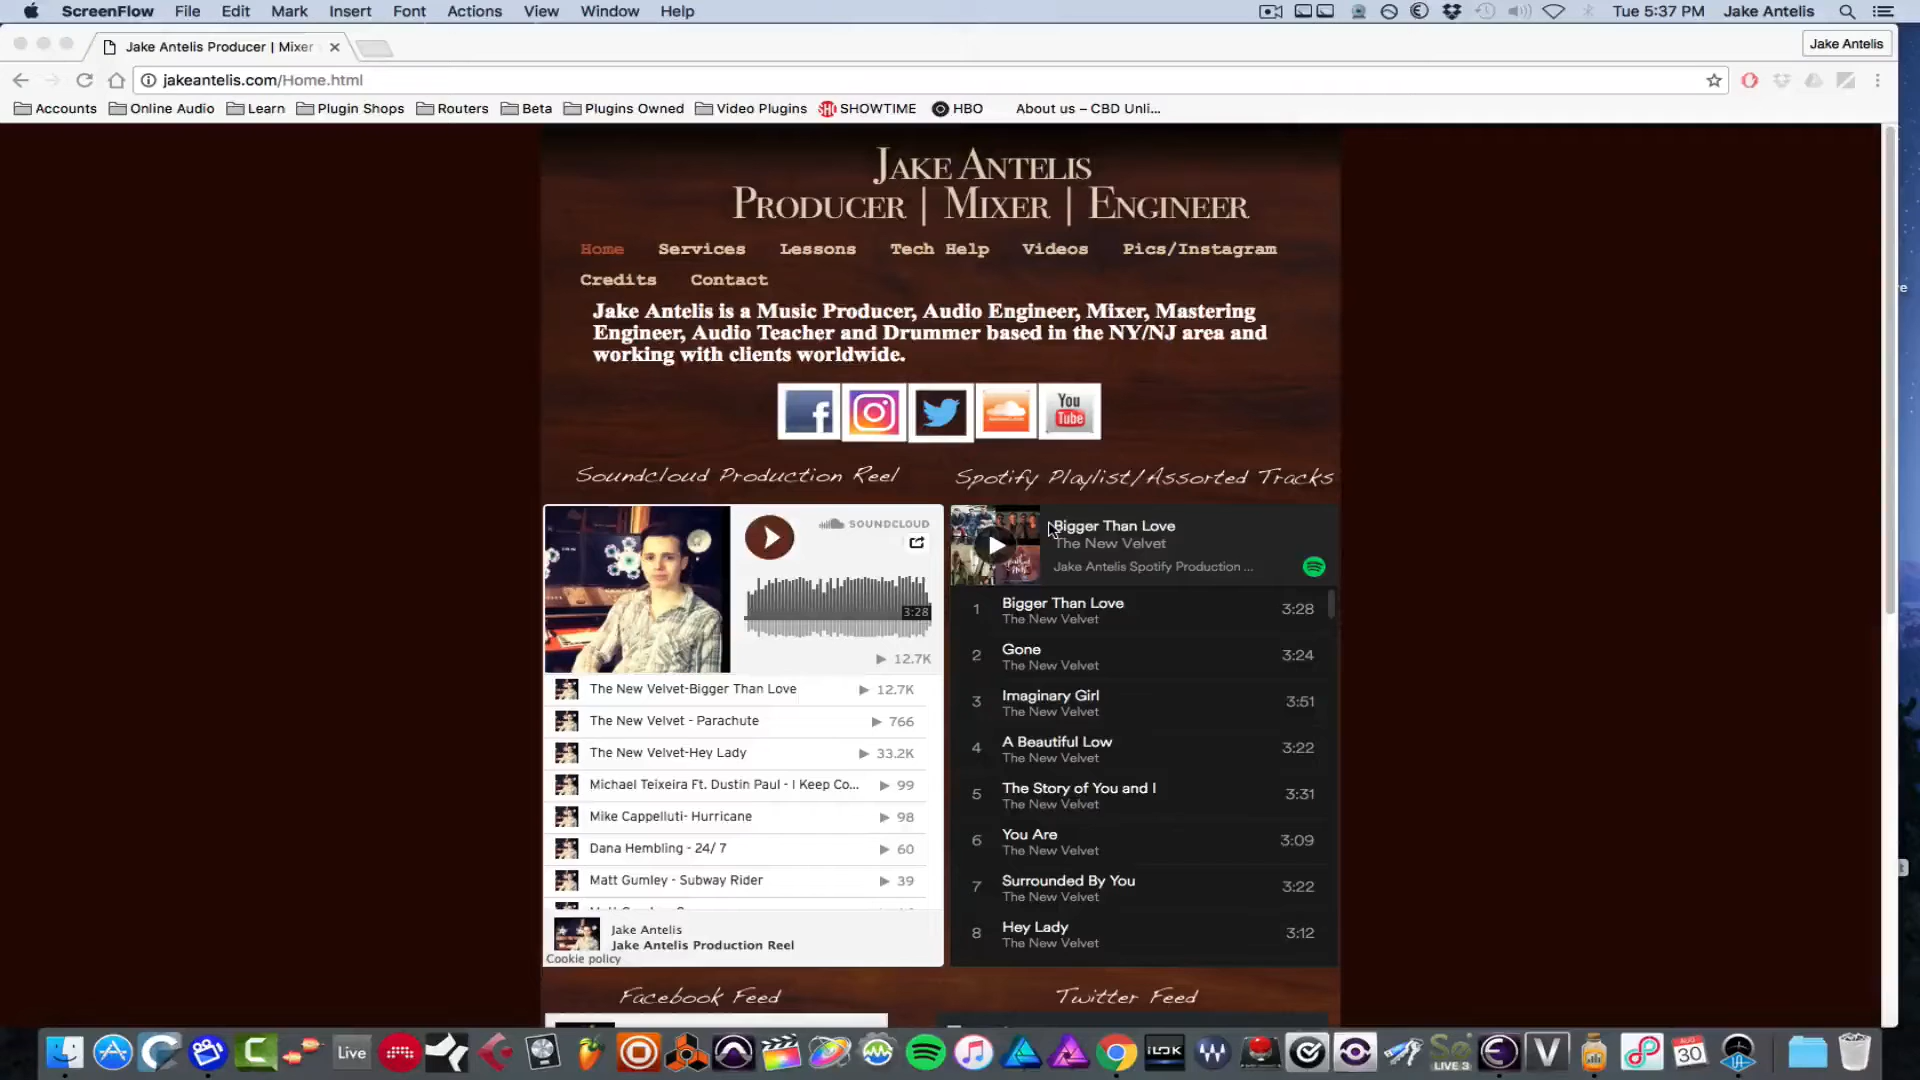 ScreenFlow File Edit Mark Insert Font Actions View Window Help Tue 5:37 PM Jake Antelis
Jake Antelis Producer | Mixer Jake Antelis
jakeantelis.com/Home.html
Accounts Online Audio Learn Plugin Shops Routers Beta Plugins Owned Video Plugins SHO SHOWTIME HBO About us – CBD Unli...
JAKE ANTELIS
PRODUCER | MIXER | ENGINEER
Home Services Lessons Tech Help Videos Pics/Instagram
Credits Contact
Jake Antelis is a Music Producer, Audio Engineer, Mixer, Mastering
Engineer, Audio Teacher and Drummer based in the NY/NJ area and
working with clients worldwide.
You
Tube
Soundcloud Production Reel
SOUNDCLOUD
3:28
12.7K
The New Velvet-Bigger Than Love 12.7K
The New Velvet - Parachute 766
The New Velvet-Hey Lady 33.2K
Michael Teixeira Ft. Dustin Paul - I Keep Co... 99
Mike Cappelluti- Hurricane 98
Dana Hembling - 24/ 7 60
Matt Gumley - Subway Rider 39
Jake Antelis
Jake Antelis Production Reel
Cookie policy
Spotify Playlist/Assorted Tracks
Bigger Than Love
The New Velvet
Jake Antelis Spotify Production ...
1 Bigger Than Love 3:28
The New Velvet
2 Gone 3:24
The New Velvet
3 Imaginary Girl 3:51
The New Velvet
4 A Beautiful Low 3:22
The New Velvet
5 The Story of You and I 3:31
The New Velvet
6 You Are 3:09
The New Velvet
7 Surrounded By You 3:22
The New Velvet
8 Hey Lady 3:12
The New Velvet
Facebook Feed Twitter Feed
Live iLOK LIVE 3 AUG 30